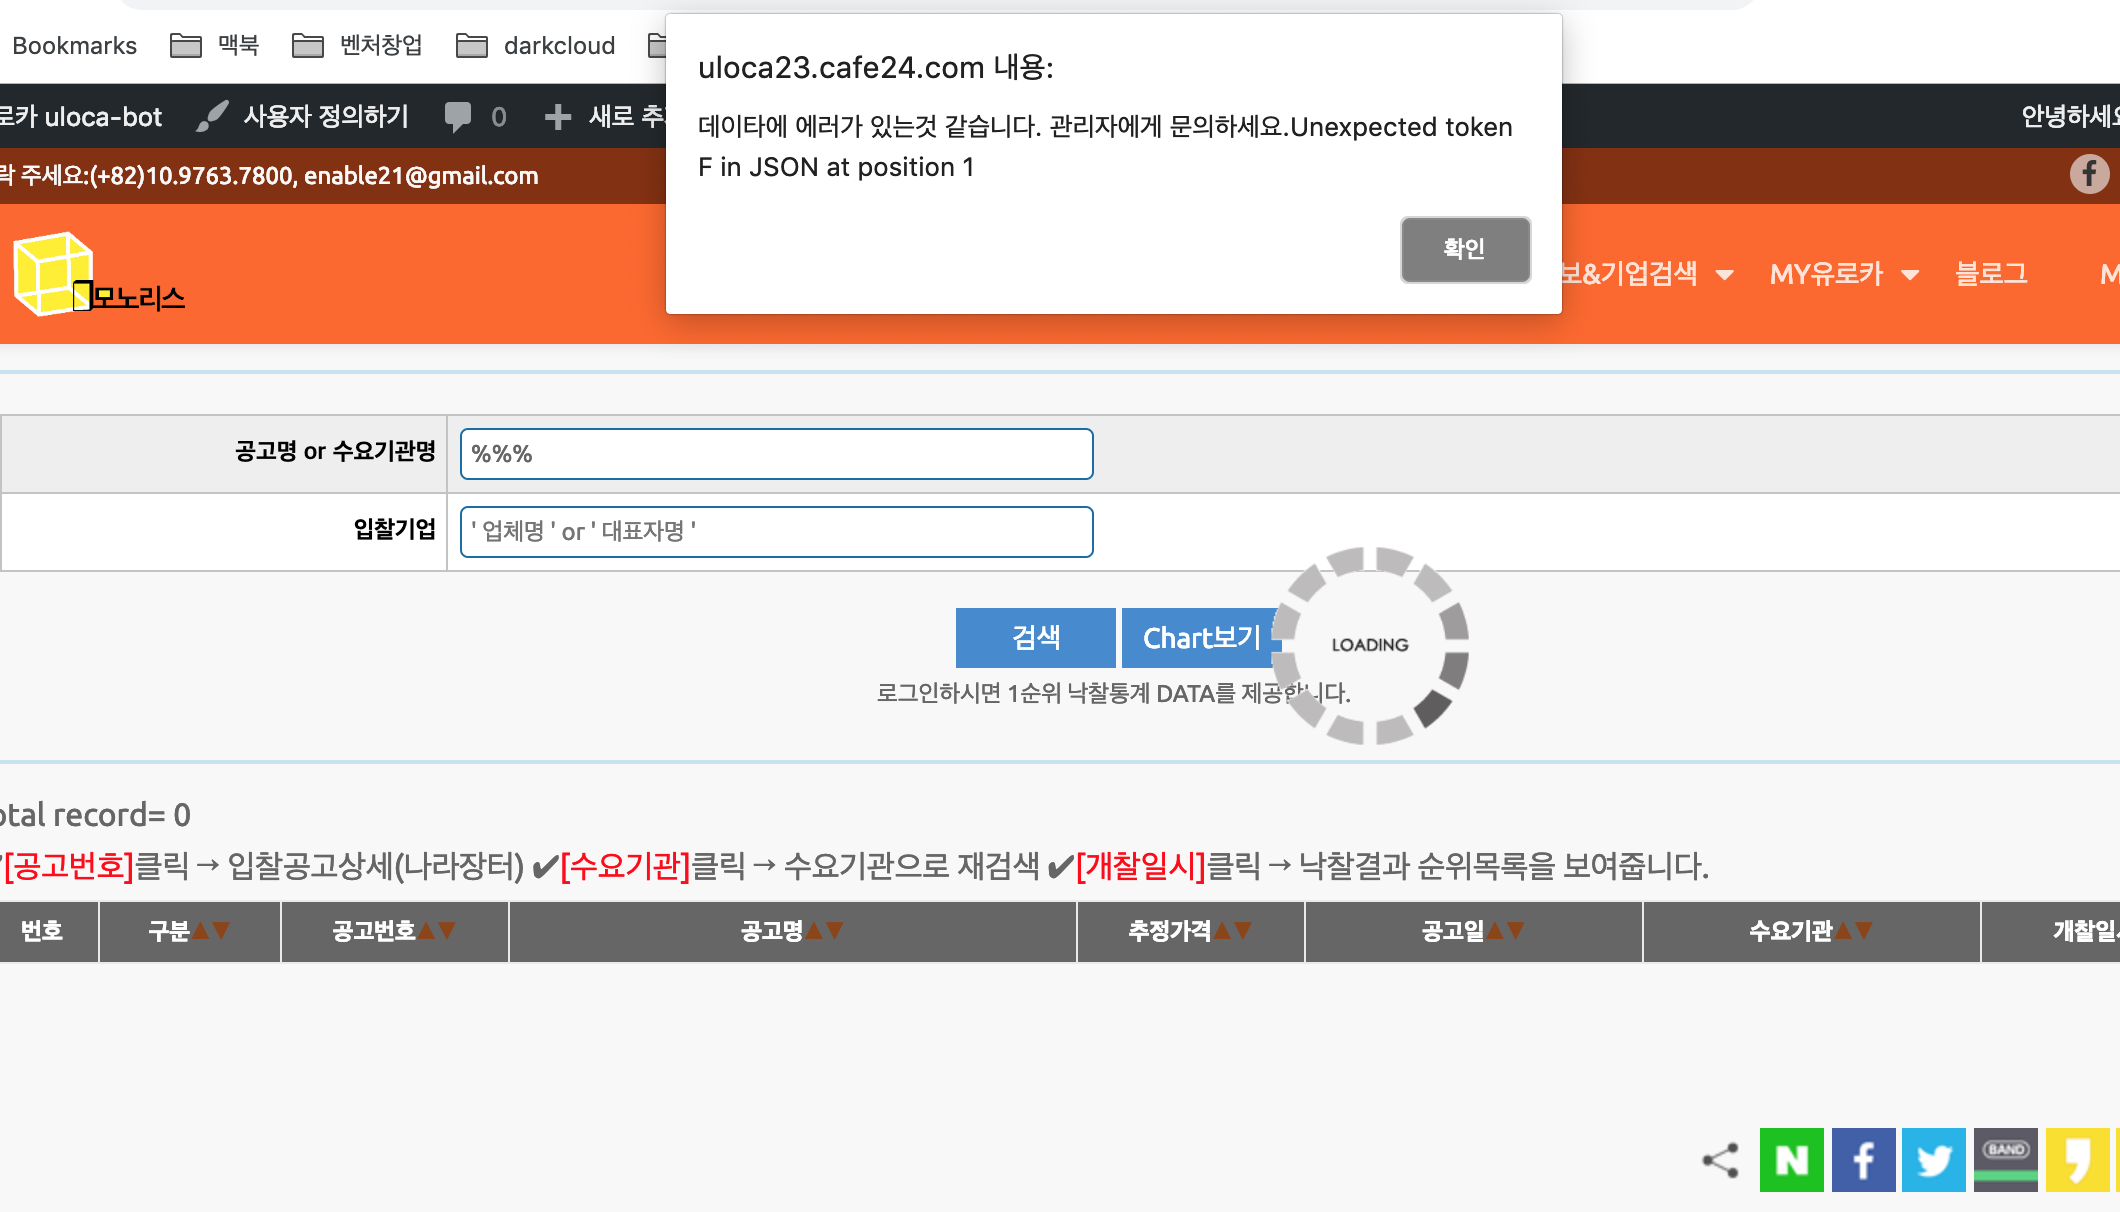 Bookmarks 맥북 벤처창업 darkcloud
uloca23.cafe24.com 내용:
데이타에 에러가 있는것 같습니다. 관리자에게 문의하세요.Unexpected token
F in JSON at position 1
확인
로카 uloca-bot 사용자 정의하기 0 새로 추 안녕하세요
락 주세요:(+82)10.9763.7800, enable21@gmail.com
모노리스
보&기업검색 MY유로카 블로그 M
공고명 or 수요기관명 %%%
입찰기업 ' 업체명 ' or ' 대표자명 '
검색 Chart보기 LOADING
로그인하시면 1순위 낙찰통계 DATA를 제공합니다.
otal record= 0
[공고번호]클릭 → 입찰공고상세(나라장터) ✔[수요기관]클릭 → 수요기관으로 재검색 ✔[개찰일시]클릭 → 낙찰결과 순위목록을 보여줍니다.
번호 구분▲▼ 공고번호▲▼ 공고명▲▼ 추정가격▲▼ 공고일▲▼ 수요기관▲▼ 개찰일시
N f BAND